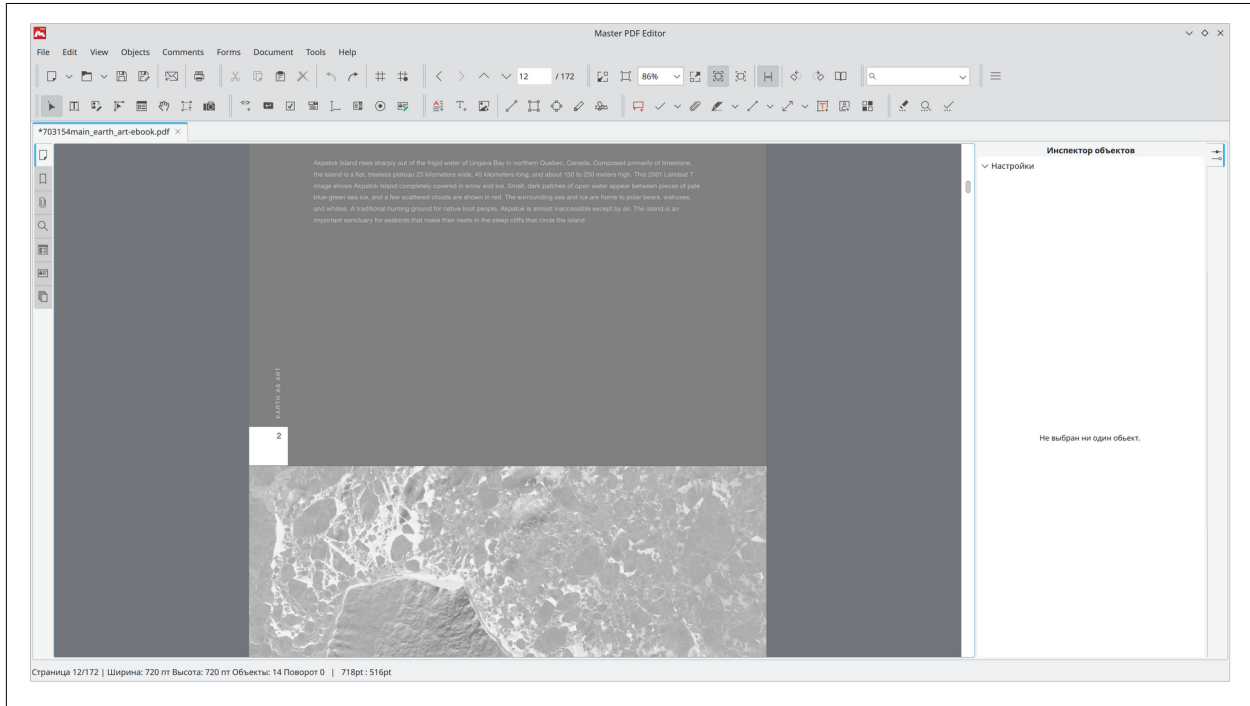 Master PDF Editor
File Edit View Objects Comments Forms Document Tools Help
12 / 172 86%
*703154main_earth_art-ebook.pdf
Akpatok Island rises sharply out of the frigid water of Ungava Bay in northern Quebec, Canada. Composed primarily of limestone,
the island is a flat, treeless plateau 23 kilometers wide, 45 kilometers long, and about 150 to 250 meters high. This 2001 Landsat 7
image shows Akpatok Island completely covered in snow and ice. Small, dark patches of open water appear between pieces of pale
blue-green sea ice, and a few scattered clouds are shown in red. The surrounding sea and ice are home to polar bears, walruses,
and whales. A traditional hunting ground for native Inuit people, Akpatok is almost inaccessible except by air. The island is an
important sanctuary for seabirds that make their nests in the steep cliffs that circle the island.
EARTH AS ART
2
Инспектор объектов
Настройки
Не выбран ни один объект.
Страница 12/172 | Ширина: 720 пт Высота: 720 пт Объекты: 14 Поворот 0 | 718pt : 516pt